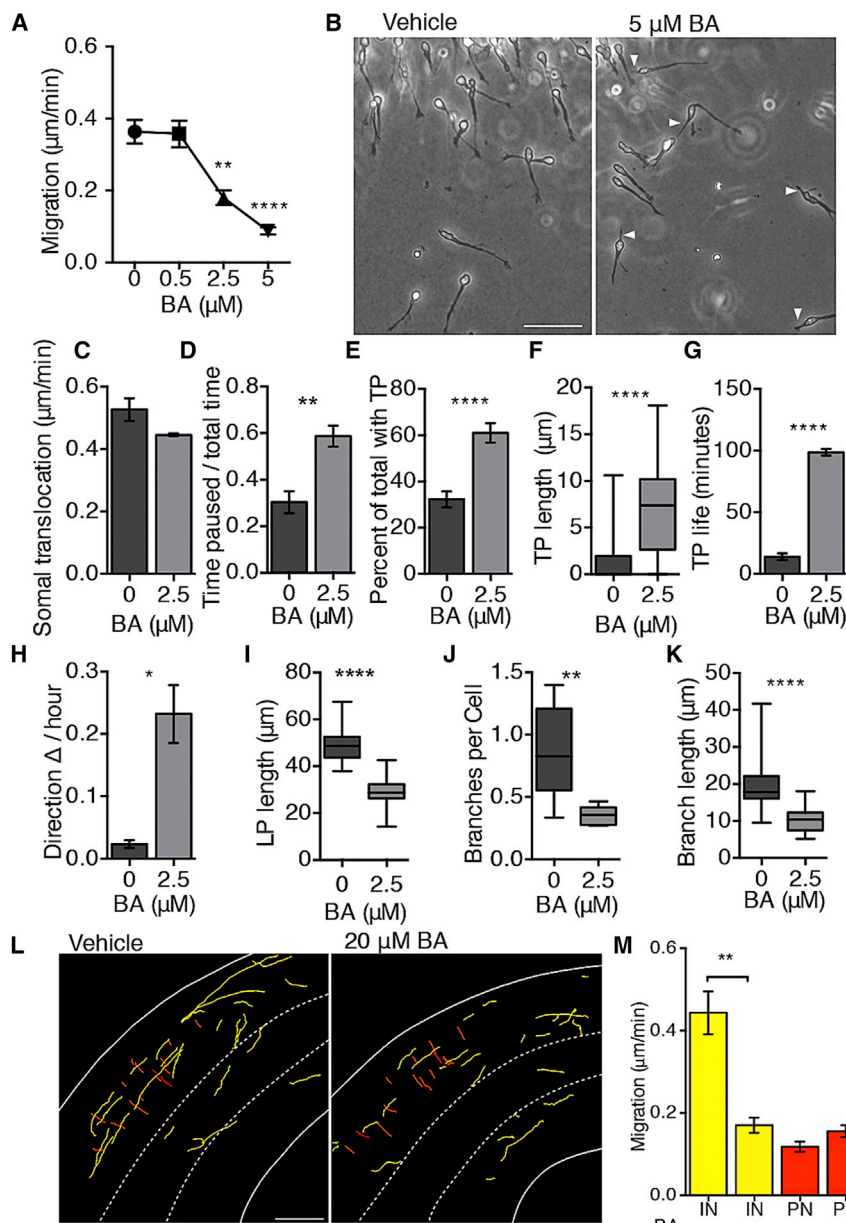 A
Migration (µm/min)
0.6
0.4
0.2
0.0
**
****
0 0.5 2.5 5
BA (µM)
B
Vehicle
5 µM BA
C
Somal translocation (µm/min)
0.6
0.4
0.2
0.0
0 2.5
BA (µM)
D
Time paused / total time
0.8
0.6
0.4
0.2
0.0
**
0 2.5
BA (µM)
E
Percent of total with TP
80
60
40
20
0
****
0 2.5
BA (µM)
F
TP length (µm)
20
15
10
5
0
****
0 2.5
BA (µM)
G
TP life (minutes)
150
100
50
0
****
0 2.5
BA (µM)
H
Direction Δ / hour
0.3
0.2
0.1
0.0
*
0 2.5
BA (µM)
I
LP length (µm)
80
60
40
20
0
****
0 2.5
BA (µM)
J
Branches per Cell
1.5
1.0
0.5
0.0
**
0 2.5
BA (µM)
K
Branch length (µm)
50
40
30
20
10
0
****
0 2.5
BA (µM)
L
Vehicle
20 µM BA
M
Migration (µm/min)
0.6
0.4
0.2
0.0
**
IN IN PN P